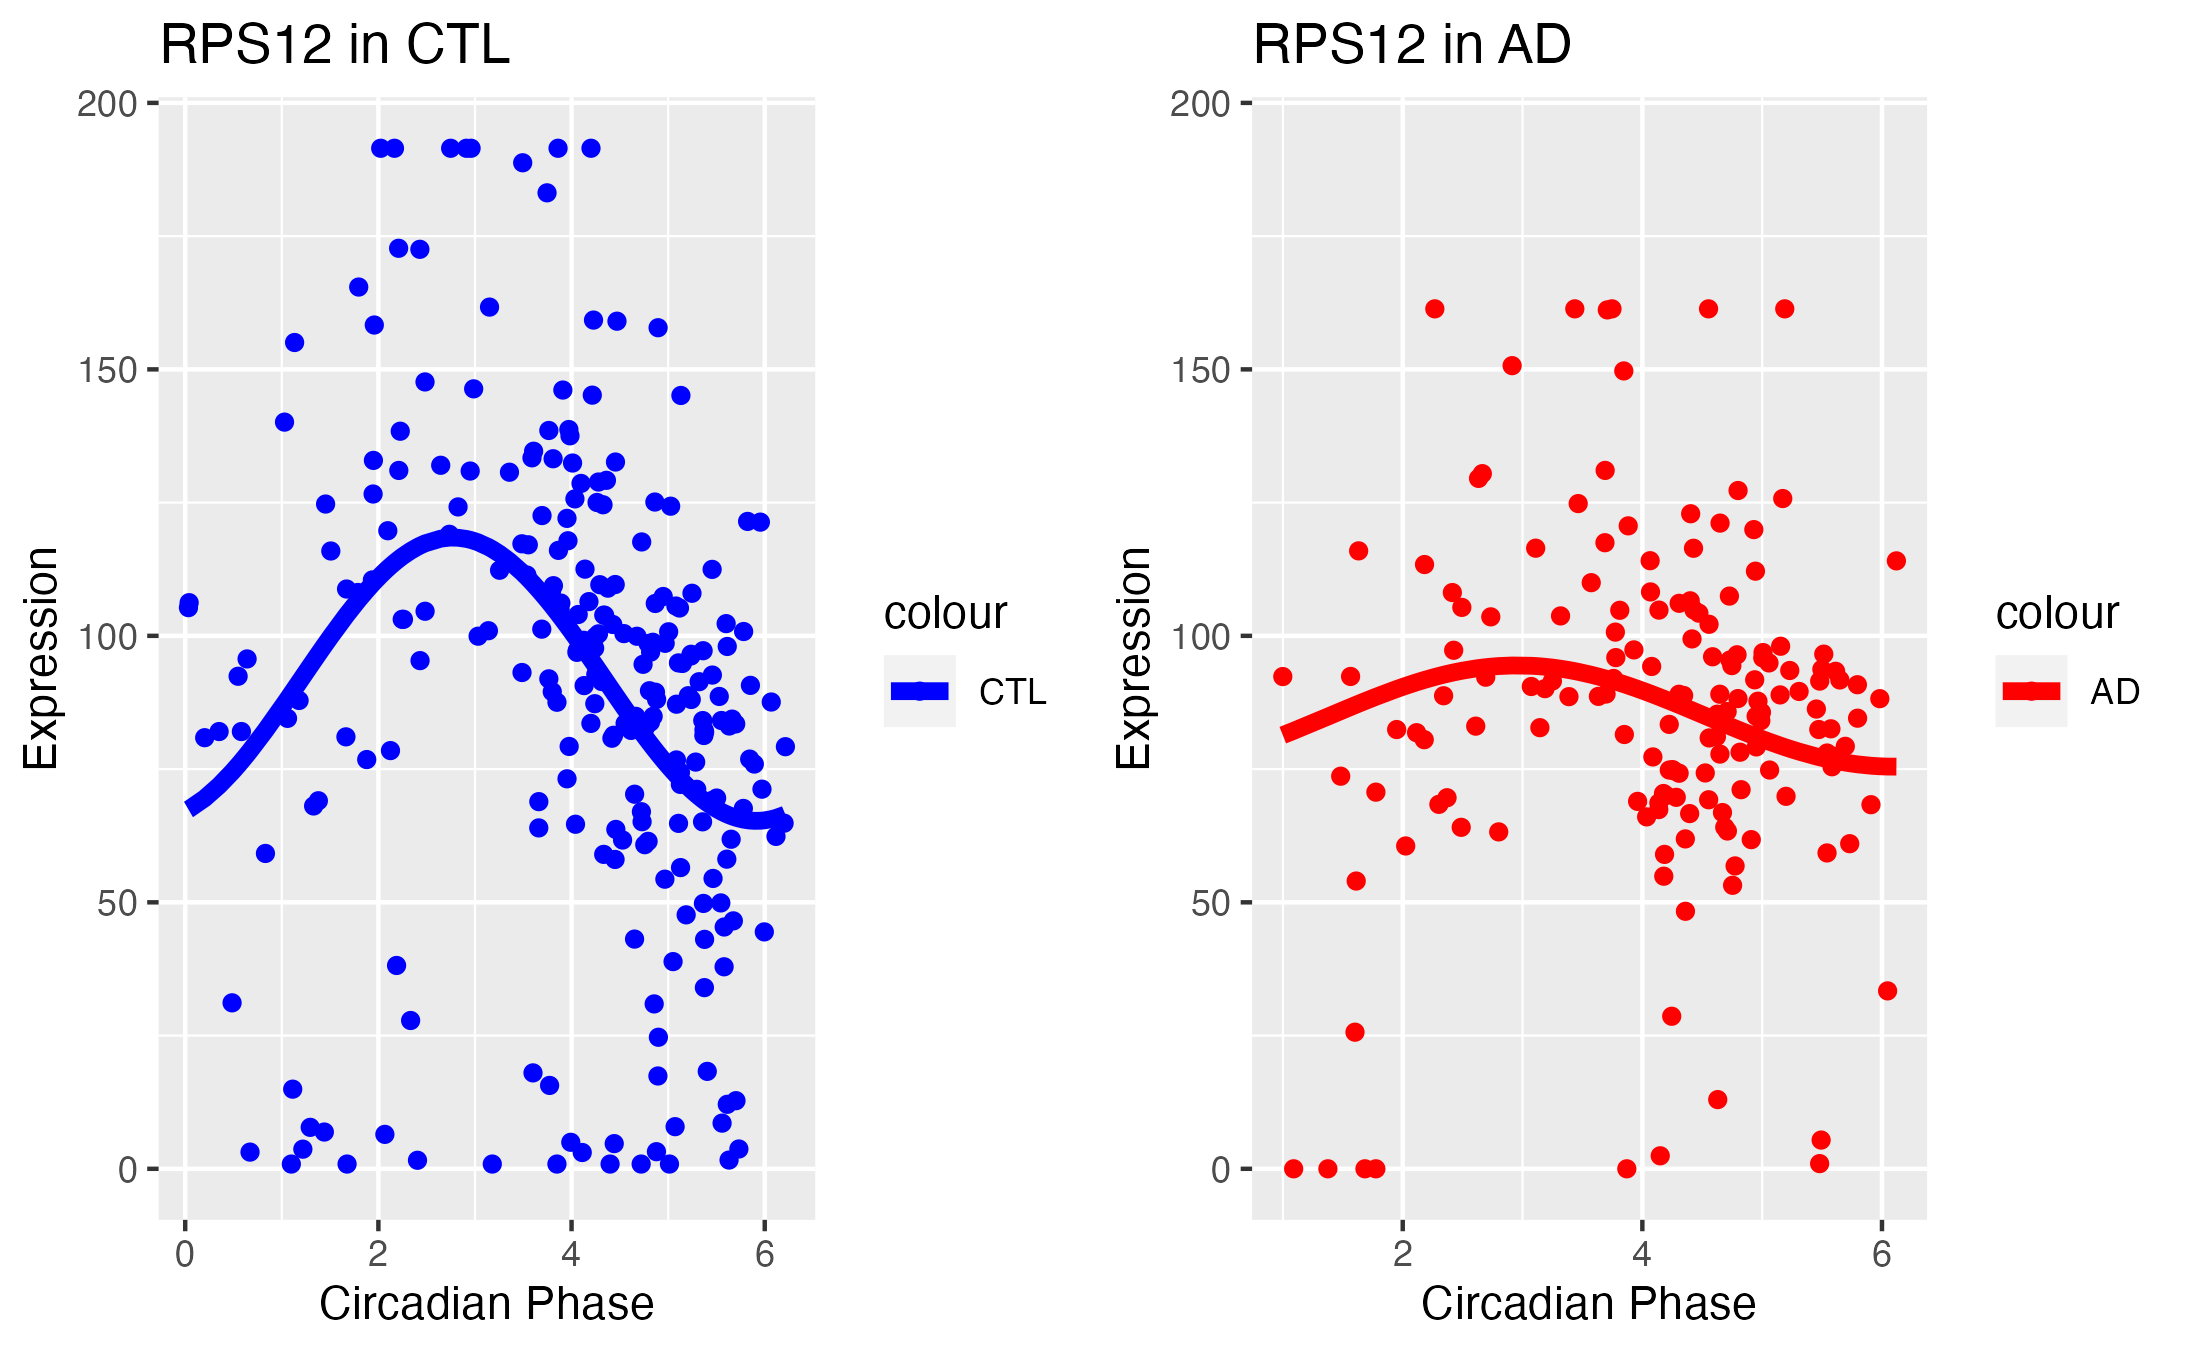 RPS12 in CTL
200
150
100
50
0
Expression
0 2 4 6
Circadian Phase
colour
CTL
RPS12 in AD
200
150
100
50
0
Expression
2 4 6
Circadian Phase
colour
AD